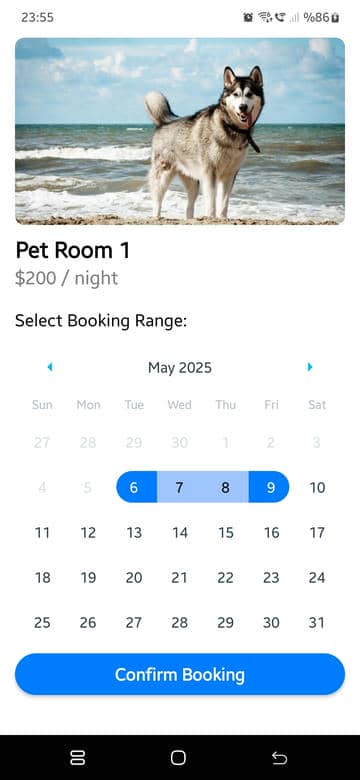 23:55 %86
Pet Room 1
$200 / night
Select Booking Range:
May 2025
Sun Mon Tue Wed Thu Fri Sat
27 28 29 30 1 2 3
4 5 6 7 8 9 10
11 12 13 14 15 16 17
18 19 20 21 22 23 24
25 26 27 28 29 30 31
Confirm Booking